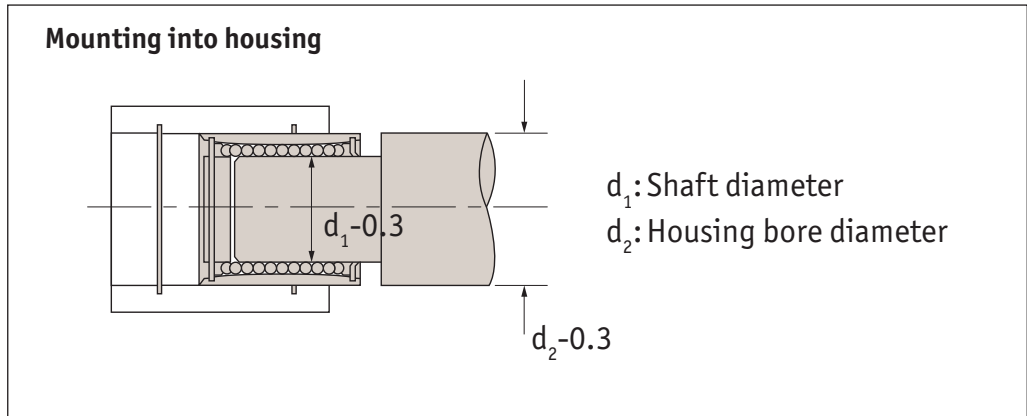 Mounting into housing
d₁-0.3
d₁: Shaft diameter
d₂: Housing bore diameter
d₂-0.3